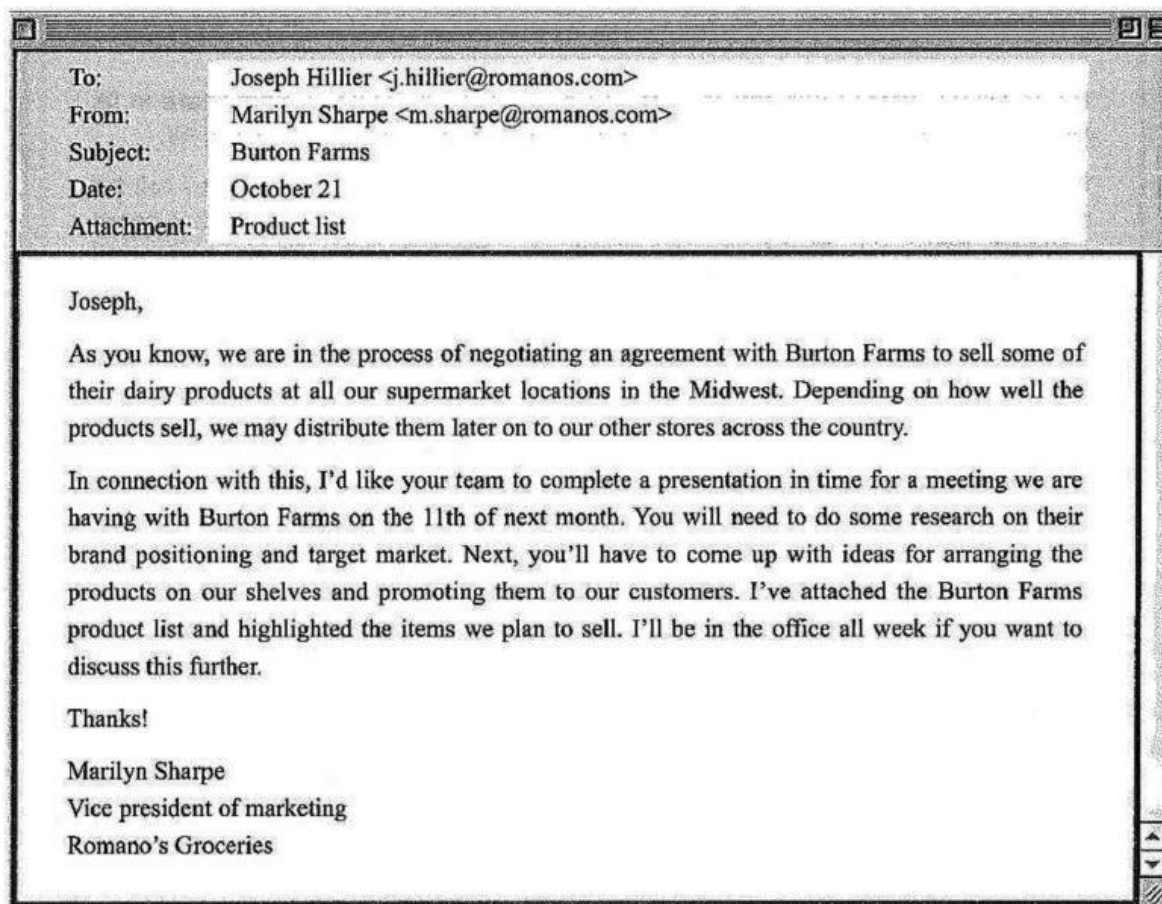 To: Joseph Hillier <j.hillier@romanos.com>
From: Marilyn Sharpe <m.sharpe@romanos.com>
Subject: Burton Farms
Date: October 21
Attachment: Product list
Joseph,
As you know, we are in the process of negotiating an agreement with Burton Farms to sell some of
their dairy products at all our supermarket locations in the Midwest. Depending on how well the
products sell, we may distribute them later on to our other stores across the country.
In connection with this, I'd like your team to complete a presentation in time for a meeting we are
having with Burton Farms on the 11th of next month. You will need to do some research on their
brand positioning and target market. Next, you'll have to come up with ideas for arranging the
products on our shelves and promoting them to our customers. I've attached the Burton Farms
product list and highlighted the items we plan to sell. I'll be in the office all week if you want to
discuss this further.
Thanks!
Marilyn Sharpe
Vice president of marketing
Romano's Groceries